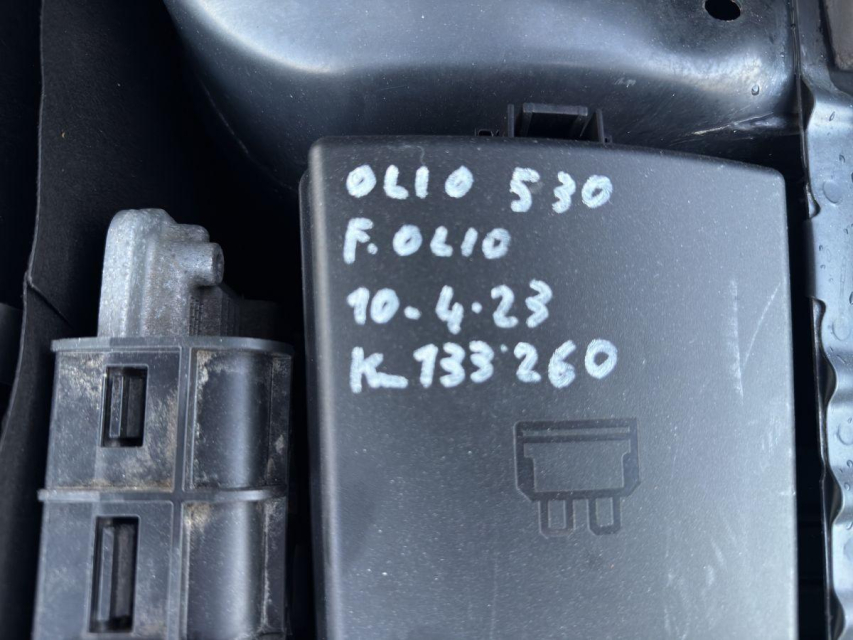 OLIO 530
F. OLIO
10-4.23
K 133'260